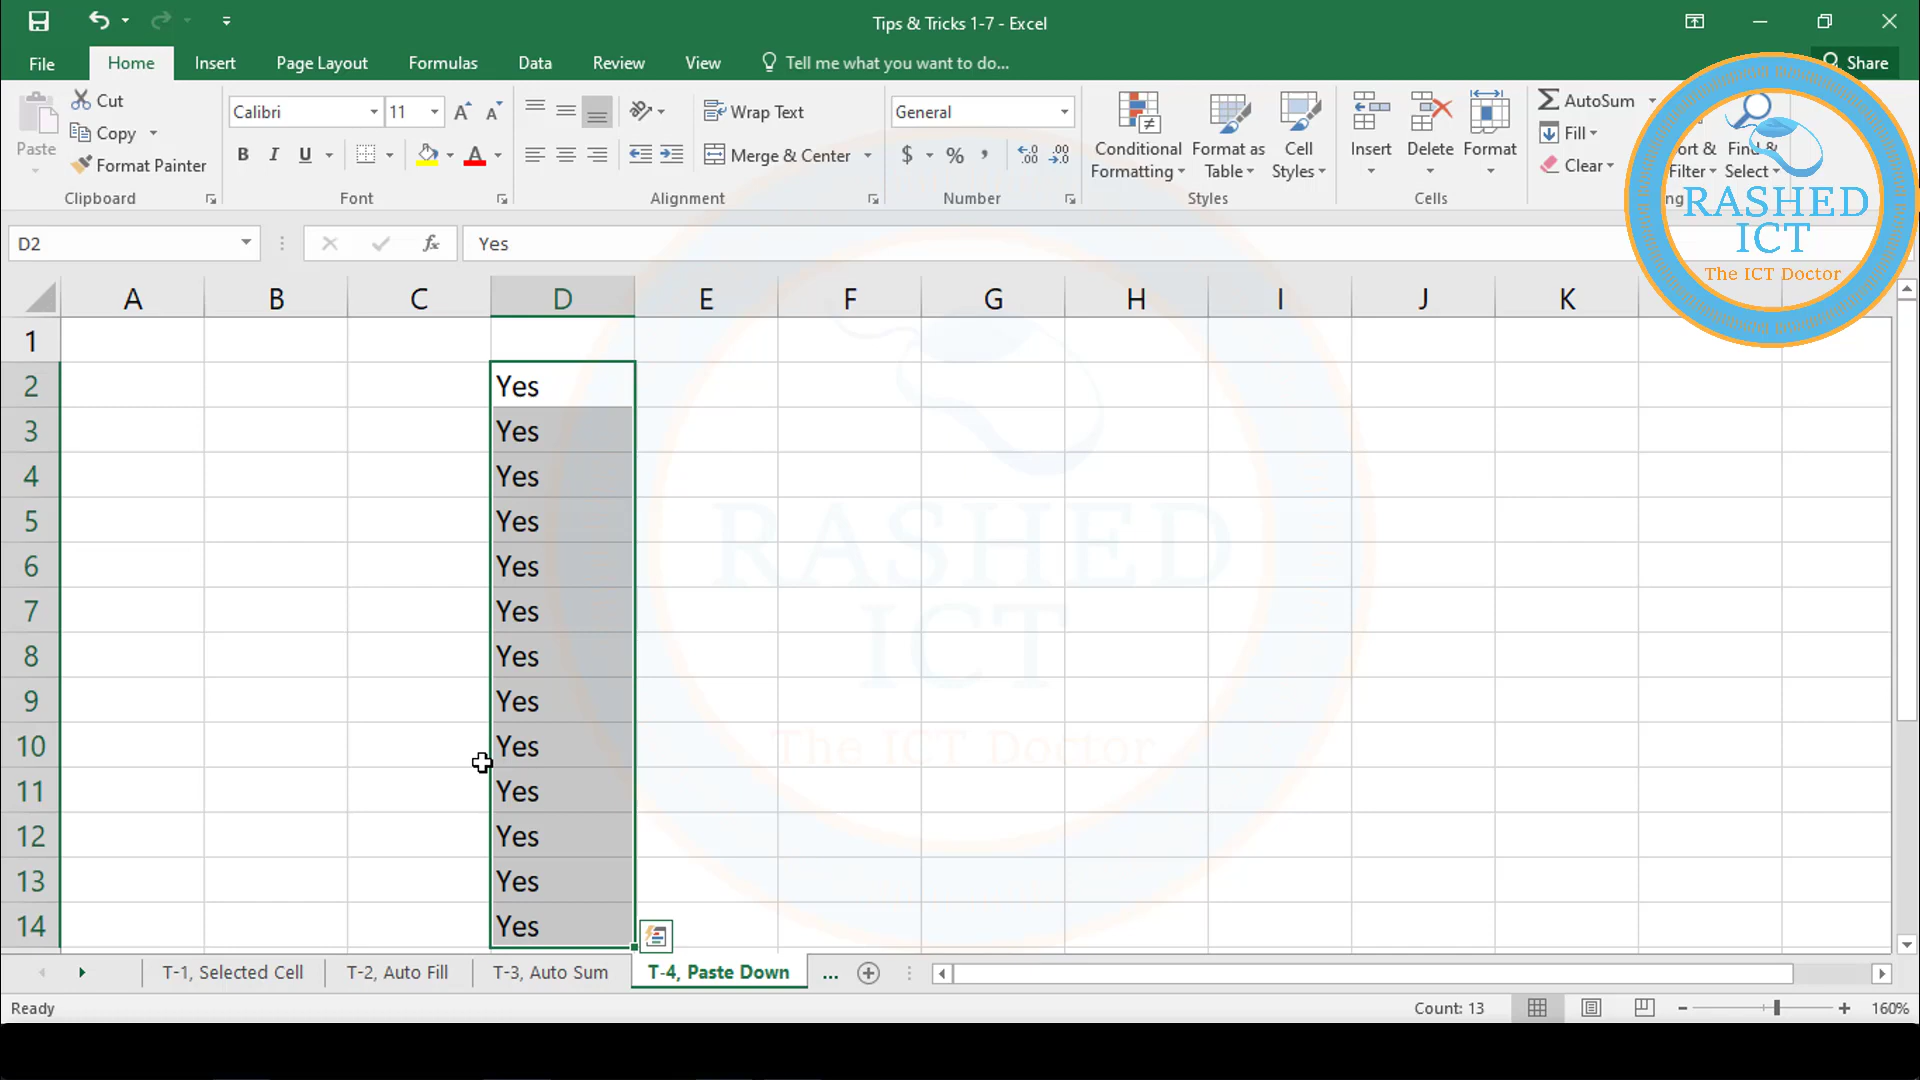 Tips & Tricks 1-7 - Excel
File Home Insert Page Layout Formulas Data Review View Tell me what you want to do... Share
Paste Cut Copy Format Painter
Clipboard
Calibri 11
B I U A
Font
Wrap Text
Merge & Center
Alignment
General
$ % ,
Number
Conditional Formatting
Format as Table
Cell Styles
Styles
Insert Delete Format
Cells
AutoSum
Fill
Clear
Filter
Find & Select
RASHED
ICT
The ICT Doctor
D2 fx Yes
A B C D E F G H I J K
1
2 Yes
3 Yes
4 Yes
5 Yes
6 Yes
7 Yes
8 Yes
9 Yes
10 Yes
11 Yes
12 Yes
13 Yes
14 Yes
RASHED
ICT
The ICT Doctor
T-1, Selected Cell T-2, Auto Fill T-3, Auto Sum T-4, Paste Down ...
Ready Count: 13 160%